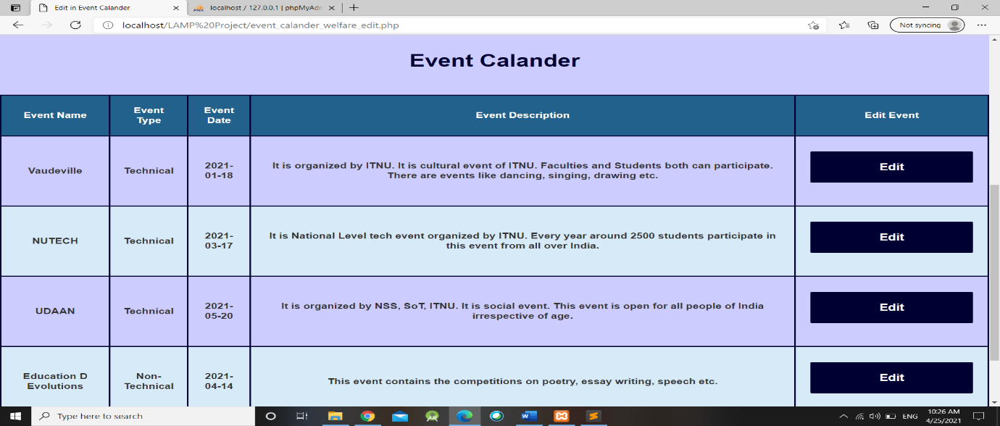 Edit in Event Calander
localhost / 127.0.0.1 | phpMyAdm
localhost/LAMP%20Project/event_calander_welfare_edit.php
Not syncing
Event Calander
Event Name
Event
Type
Event
Date
Event Description
Edit Event
Vaudeville
Technical
2021-
01-18
It is organized by ITNU. It is cultural event of ITNU. Faculties and Students both can participate.
There are events like dancing, singing, drawing etc.
Edit
NUTECH
Technical
2021-
03-17
It is National Level tech event organized by ITNU. Every year around 2500 students participate in
this event from all over India.
Edit
UDAAN
Technical
2021-
05-20
It is organized by NSS, SoT, ITNU. It is social event. This event is open for all people of India
irrespective of age.
Edit
Education D
Evolutions
Non-
Technical
2021-
04-14
This event contains the competitions on poetry, essay writing, speech etc.
Edit
Type here to search
ENG
10:26 AM
4/25/2021